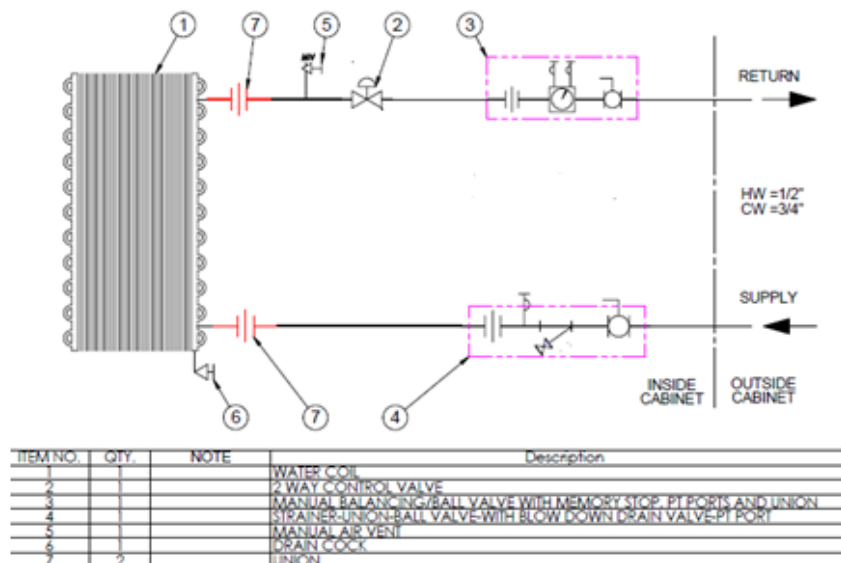 1
7
5
2
3
MV
RETURN
HW =1/2"
CW =3/4"
SUPPLY
INSIDE CABINET
OUTSIDE CABINET
6
7
4
ITEM NO. QTY. NOTE Description
1 1 WATER COIL
2 1 2 WAY CONTROL VALVE
3 1 MANUAL BALANCING/BALL VALVE WITH MEMORY STOP, PT PORTS AND UNION
4 1 STRAINER-UNION-BALL VALVE-WITH BLOW DOWN DRAIN VALVE-PT PORT
5 1 MANUAL AIR VENT
6 1 DRAIN COCK
7 2 UNION